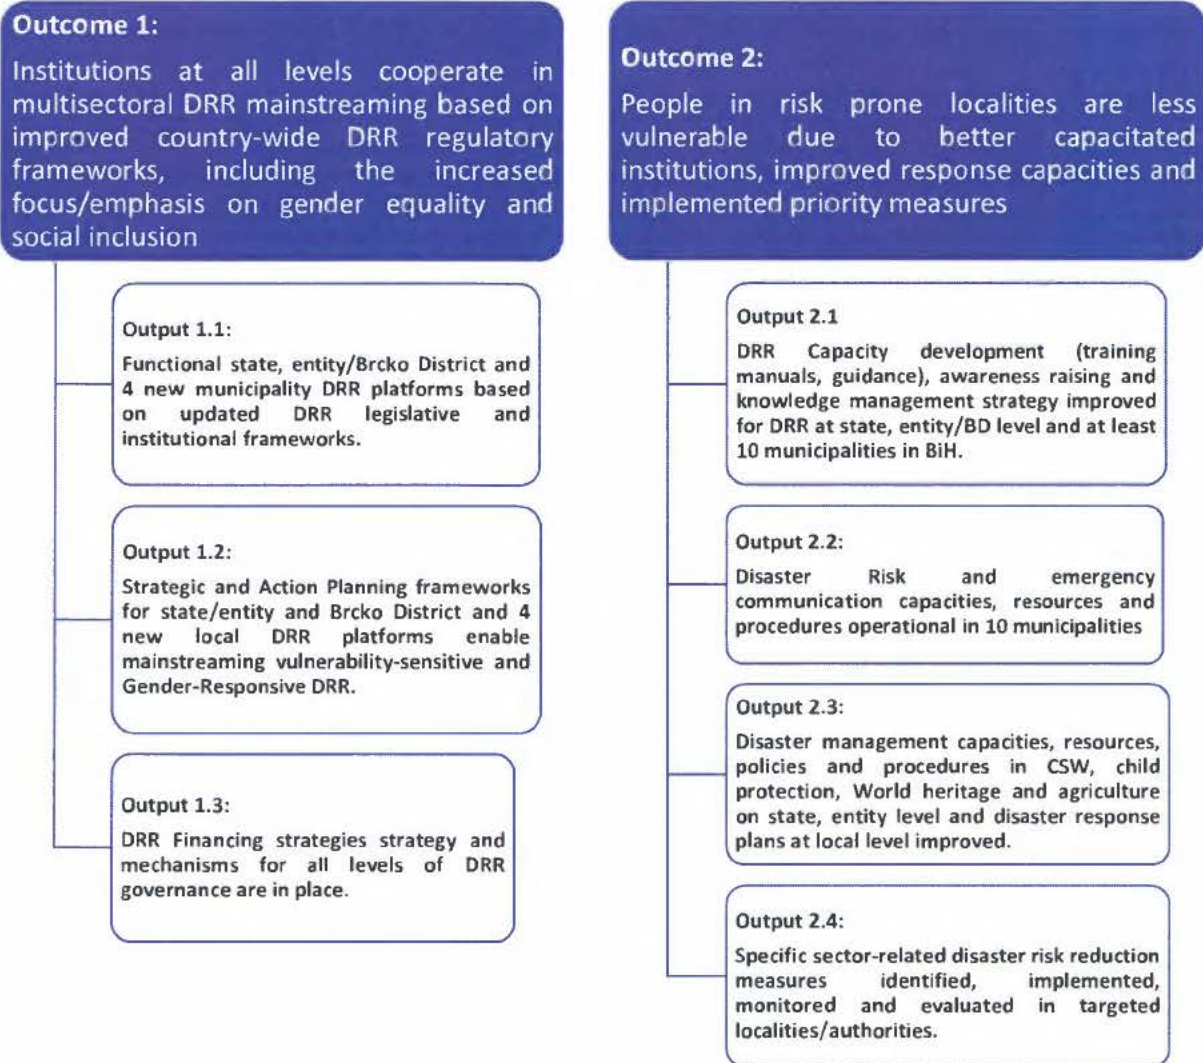 Outcome 1:
Institutions at all levels cooperate in
multisectoral DRR mainstreaming based on
improved country-wide DRR regulatory
frameworks, including the increased
focus/emphasis on gender equality and
social inclusion
Output 1.1:
Functional state, entity/Brcko District and
4 new municipality DRR platforms based
on updated DRR legislative and
institutional frameworks.
Output 1.2:
Strategic and Action Planning frameworks
for state/entity and Brcko District and 4
new local DRR platforms enable
mainstreaming vulnerability-sensitive and
Gender-Responsive DRR.
Output 1.3:
DRR Financing strategies strategy and
mechanisms for all levels of DRR
governance are in place.
Outcome 2:
People in risk prone localities are less
vulnerable due to better capacitated
institutions, improved response capacities and
implemented priority measures
Output 2.1
DRR Capacity development (training
manuals, guidance), awareness raising and
knowledge management strategy improved
for DRR at state, entity/BD level and at least
10 municipalities in BiH.
Output 2.2:
Disaster Risk and emergency
communication capacities, resources and
procedures operational in 10 municipalities
Output 2.3:
Disaster management capacities, resources,
policies and procedures in CSW, child
protection, World heritage and agriculture
on state, entity level and disaster response
plans at local level improved.
Output 2.4:
Specific sector-related disaster risk reduction
measures identified, implemented,
monitored and evaluated in targeted
localities/authorities.